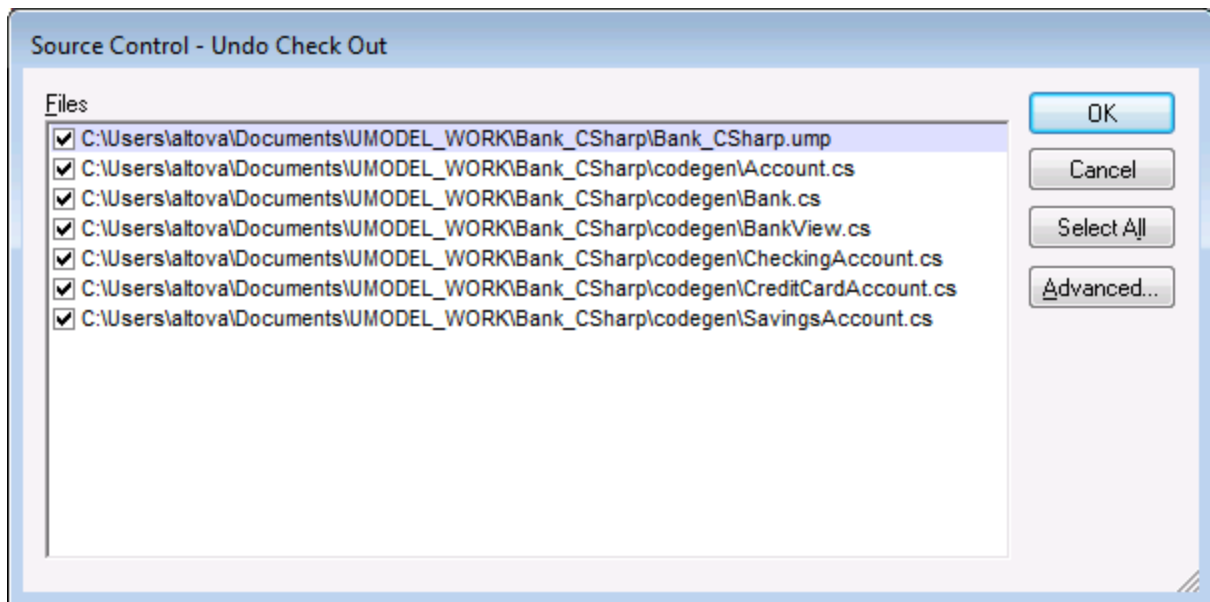 Source Control - Undo Check Out
Files
C:\Users\altova\Documents\UMODEL_WORK\Bank_CSharp\Bank_CSharp.ump
C:\Users\altova\Documents\UMODEL_WORK\Bank_CSharp\codegen\Account.cs
C:\Users\altova\Documents\UMODEL_WORK\Bank_CSharp\codegen\Bank.cs
C:\Users\altova\Documents\UMODEL_WORK\Bank_CSharp\codegen\BankView.cs
C:\Users\altova\Documents\UMODEL_WORK\Bank_CSharp\codegen\CheckingAccount.cs
C:\Users\altova\Documents\UMODEL_WORK\Bank_CSharp\codegen\CreditCardAccount.cs
C:\Users\altova\Documents\UMODEL_WORK\Bank_CSharp\codegen\SavingsAccount.cs
OK
Cancel
Select All
Advanced...